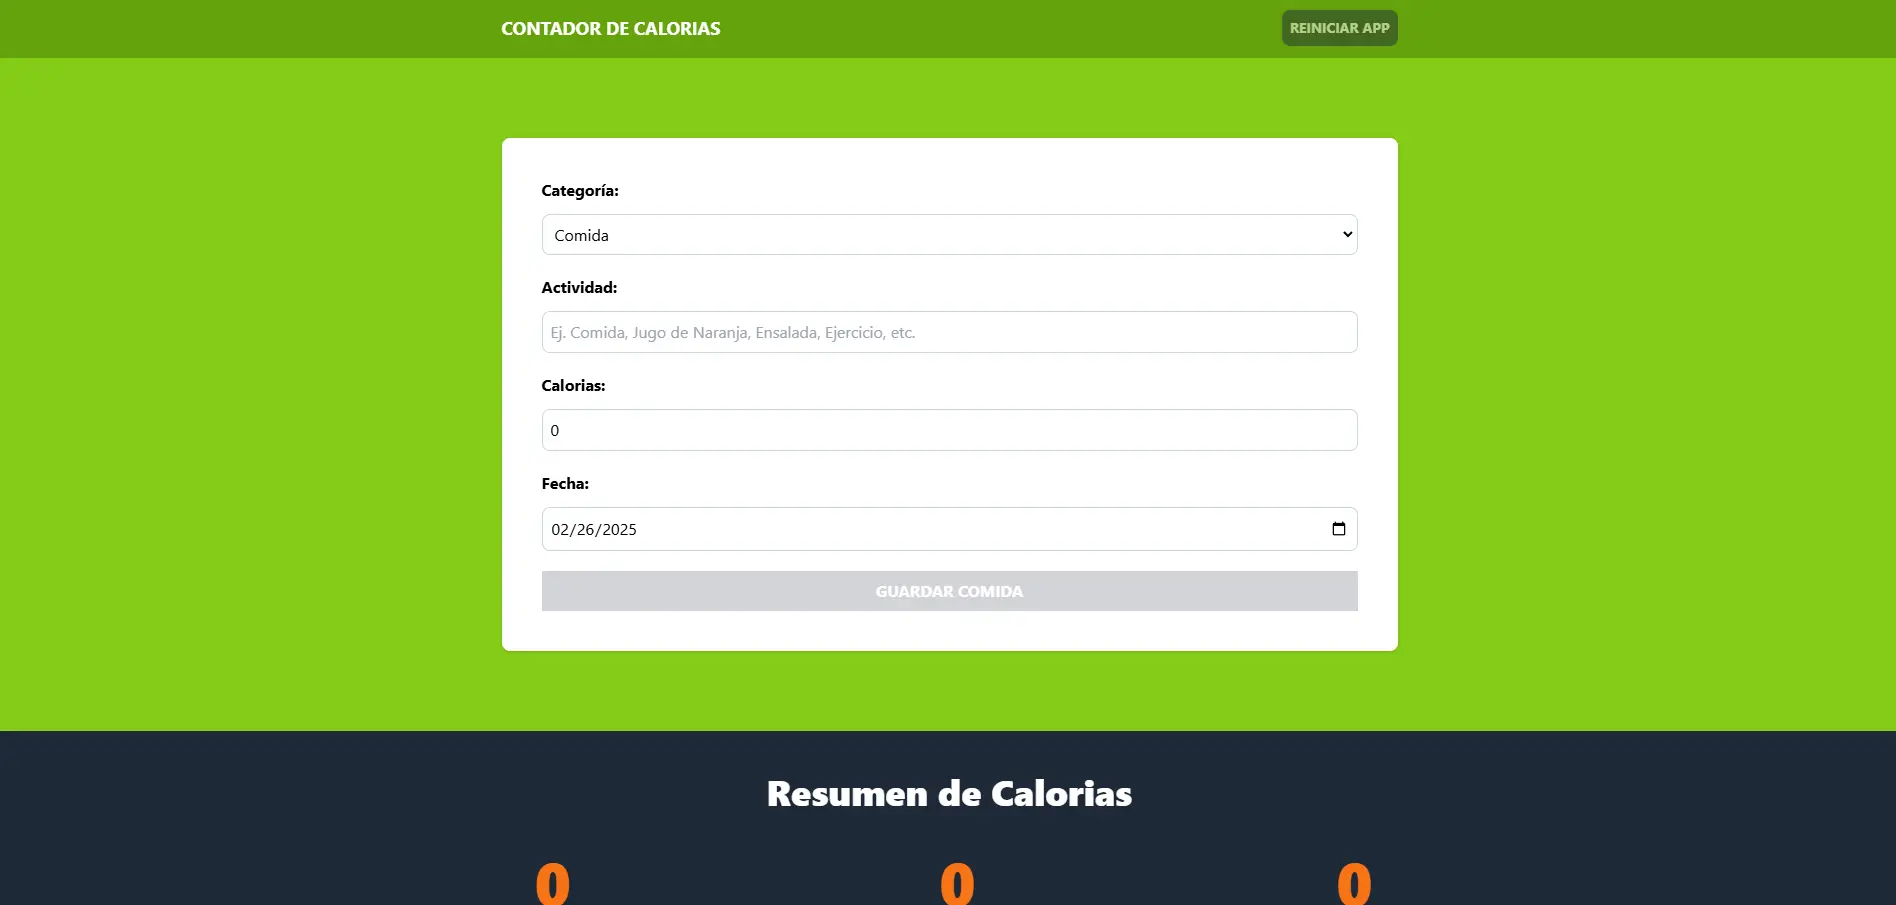 CONTADOR DE CALORIAS
REINICIAR APP
Categoría:
Comida
Actividad:
Ej. Comida, Jugo de Naranja, Ensalada, Ejercicio, etc.
Calorias:
0
Fecha:
02/26/2025
GUARDAR COMIDA
Resumen de Calorias
0 0 0